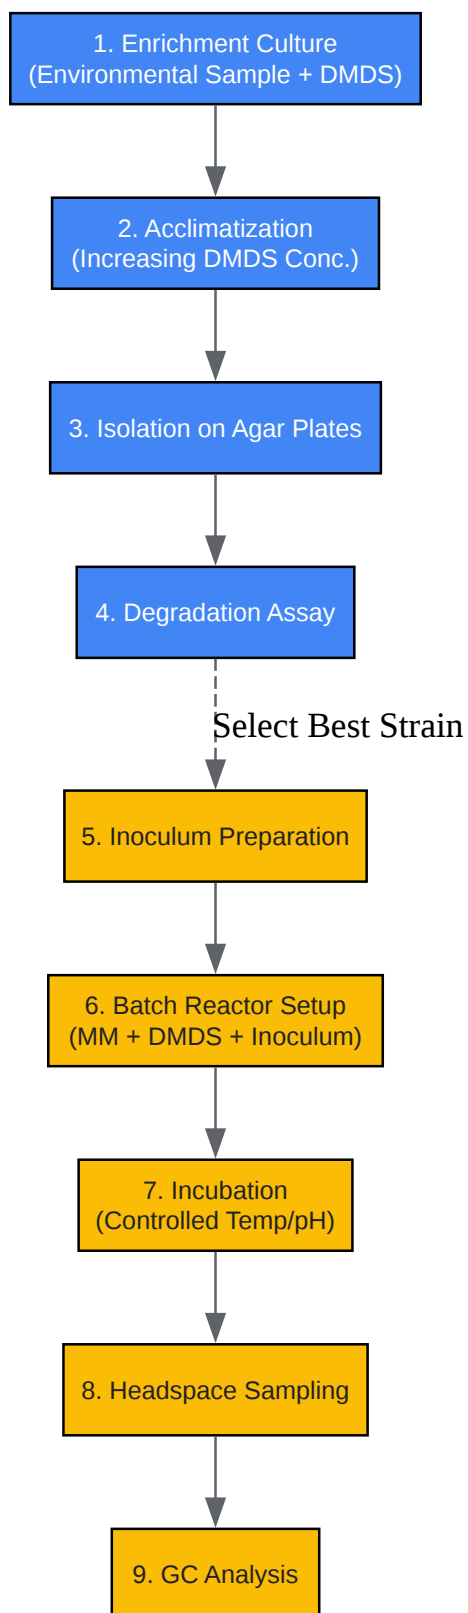 1. Enrichment Culture
(Environmental Sample + DMDS)
2. Acclimatization
(Increasing DMDS Conc.)
3. Isolation on Agar Plates
4. Degradation Assay
Select Best Strain
5. Inoculum Preparation
6. Batch Reactor Setup
(MM + DMDS + Inoculum)
7. Incubation
(Controlled Temp/pH)
8. Headspace Sampling
9. GC Analysis